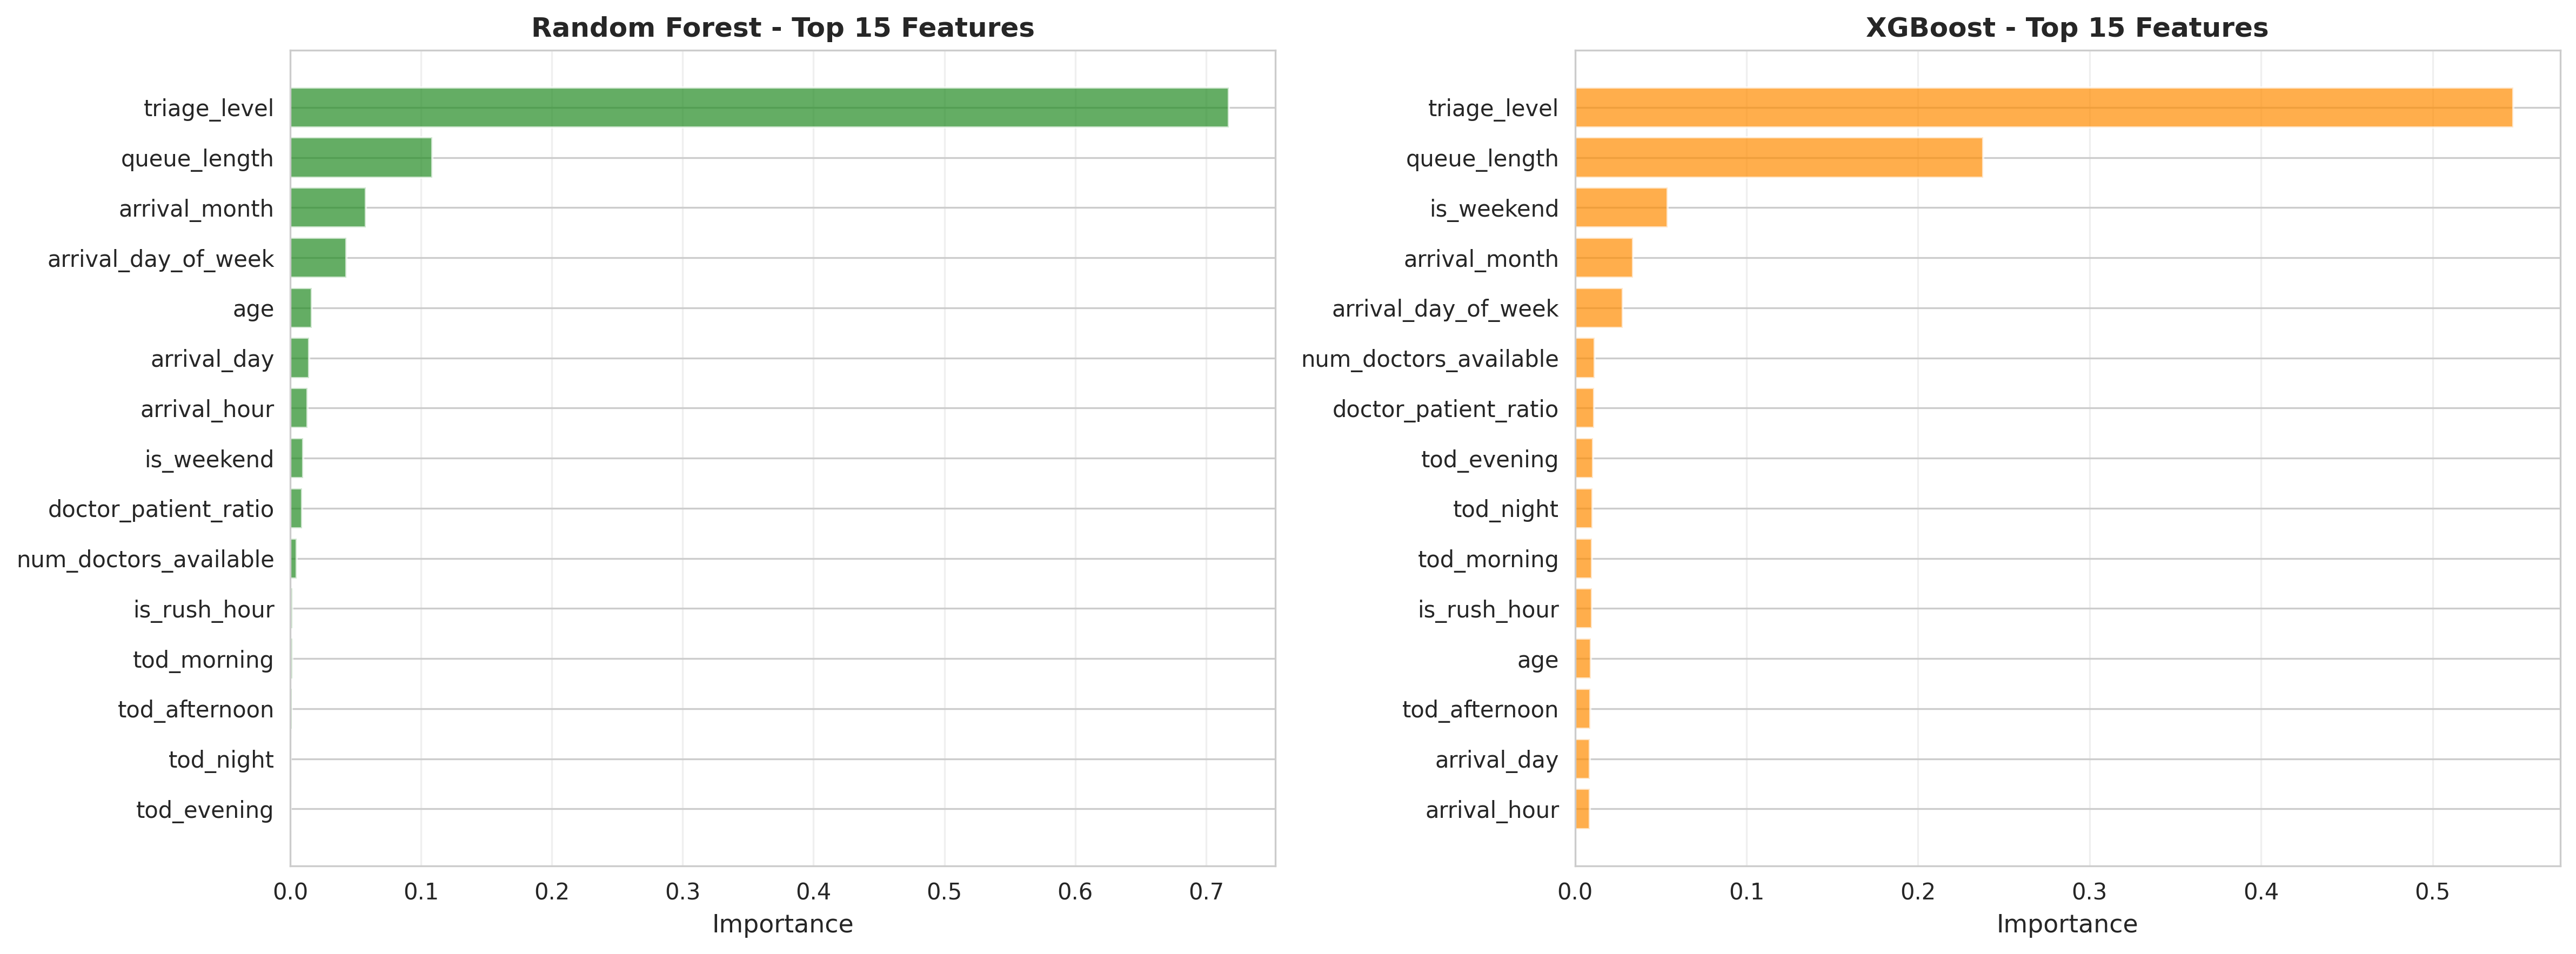 Random Forest - Top 15 Features
triage_level
queue_length
arrival_month
arrival_day_of_week
age
arrival_day
arrival_hour
is_weekend
doctor_patient_ratio
num_doctors_available
is_rush_hour
tod_morning
tod_afternoon
tod_night
tod_evening
0.0 0.1 0.2 0.3 0.4 0.5 0.6 0.7
Importance
XGBoost - Top 15 Features
triage_level
queue_length
is_weekend
arrival_month
arrival_day_of_week
num_doctors_available
doctor_patient_ratio
tod_evening
tod_night
tod_morning
is_rush_hour
age
tod_afternoon
arrival_day
arrival_hour
0.0 0.1 0.2 0.3 0.4 0.5
Importance